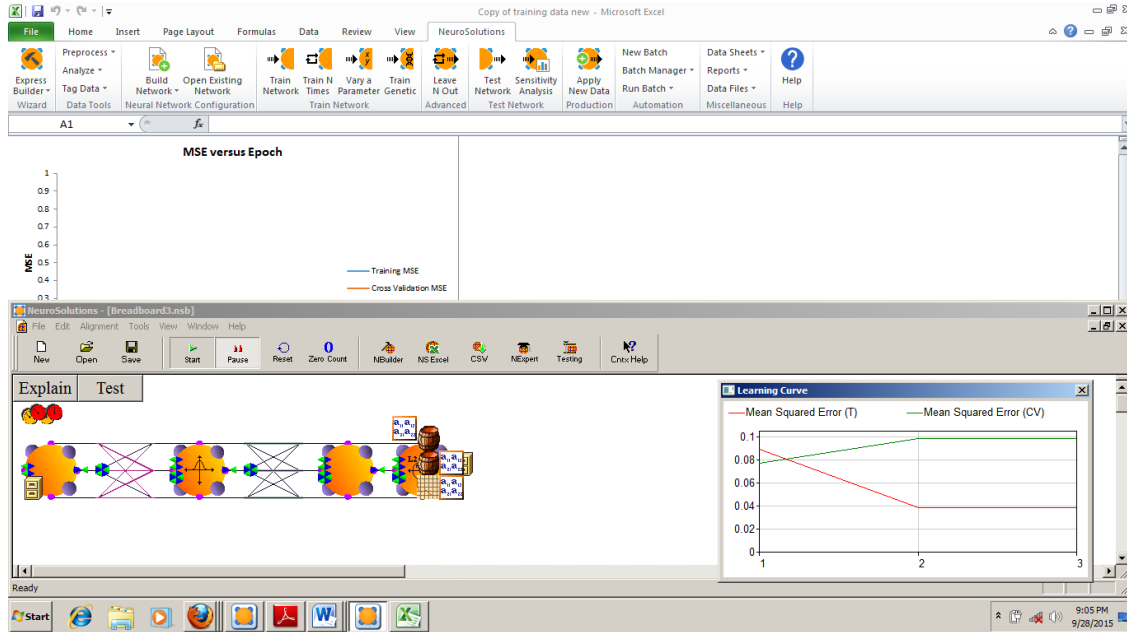 Copy of training data new - Microsoft Excel
File Home Insert Page Layout Formulas Data Review View NeuroSolutions
Express Builder
Preprocess
Analyze
Tag Data
Build Network
Open Existing Network
Train Network
Train N Times
Vary a Parameter
Train Genetic
Leave N Out
Test Network
Sensitivity Analysis
Apply New Data
New Batch
Batch Manager
Run Batch
Data Sheets
Reports
Data Files
Help
Wizard Data Tools Neural Network Configuration Train Network Advanced Test Network Production Automation Miscellaneous Help
A1 fx
MSE versus Epoch
1
0.9
0.8
0.7
0.6
0.5
0.4
0.3
MSE
Training MSE
Cross Validation MSE
NeuroSolutions - [Breadboard3.nsb]
File Edit Alignment Tools View Window Help
New Open Save Start Pause Reset Zero Count NBuilder NS Excel CSV NExpert Testing Cntx Help
Explain Test
L2
Learning Curve
Mean Squared Error (T) Mean Squared Error (CV)
0.1
0.08
0.06
0.04
0.02
0
1 2 3
Ready
Start
9:05 PM
9/28/2015